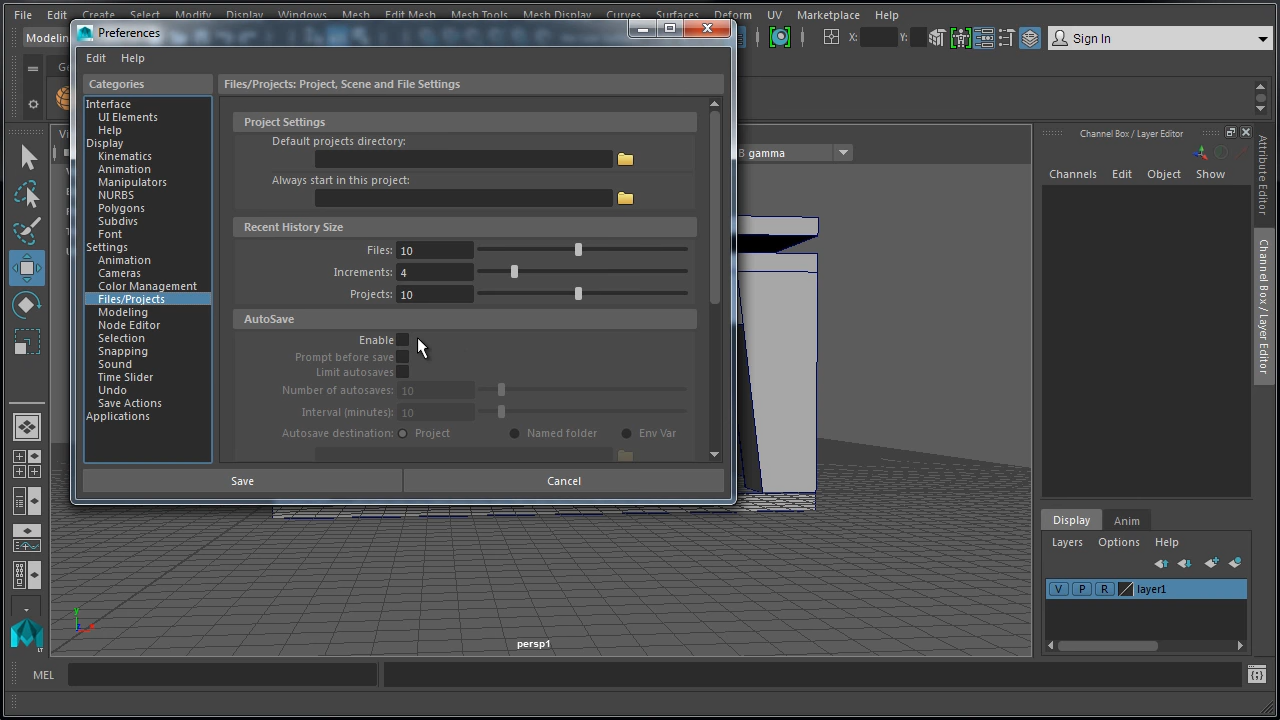 File Edit Create Select Modify Display Windows Mesh Edit Mesh Mesh Tools Mesh Display Curves Surfaces Deform UV Marketplace Help
Modelin
X:
Y:
Sign In
Preferences
Edit Help
Categories
Interface
UI Elements
Help
Display
Kinematics
Animation
Manipulators
NURBS
Polygons
Subdivs
Font
Settings
Animation
Cameras
Color Management
Files/Projects
Modeling
Node Editor
Selection
Snapping
Sound
Time Slider
Undo
Save Actions
Applications
Files/Projects: Project, Scene and File Settings
Project Settings
Default projects directory:
Always start in this project:
Recent History Size
Files: 10
Increments: 4
Projects: 10
AutoSave
Enable
Prompt before save
Limit autosaves
Number of autosaves: 10
Interval (minutes): 10
Autosave destination: Project Named folder Env Var
Save Cancel
gamma
persp1
Channel Box / Layer Editor
Channels Edit Object Show
Attribute Editor
Channel Box / Layer Editor
Display Anim
Layers Options Help
V P R layer1
y
LT
MEL